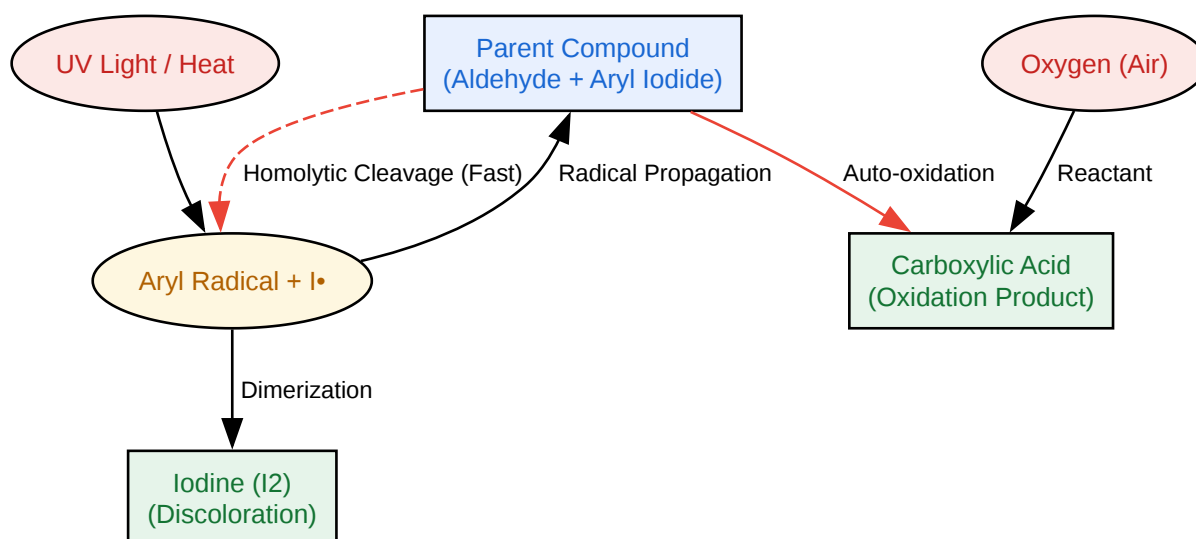 UV Light / Heat
Parent Compound
(Aldehyde + Aryl Iodide)
Oxygen (Air)
Homolytic Cleavage (Fast)
Radical Propagation
Auto-oxidation
Reactant
Aryl Radical + I•
Carboxylic Acid
(Oxidation Product)
Dimerization
Iodine (I2)
(Discoloration)